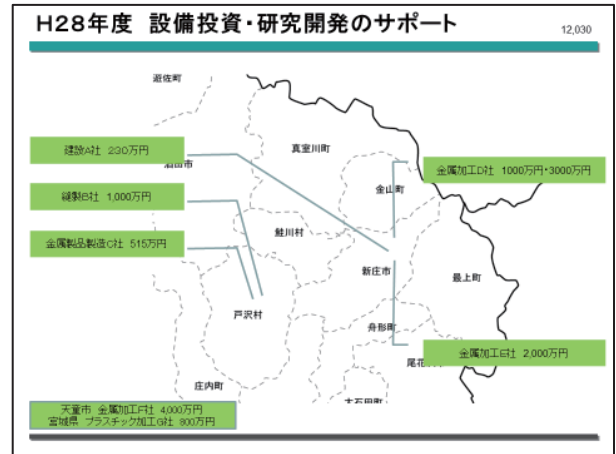 H28年度 設備投資・研究開発のサポート
12,030
遊佐町
建設A社 230万円
真室川町
金属加工D社 1000万円・3000万円
金山町
縫製B社 1,000万円
鮭川村
金属製品製造C社 515万円
新庄市
最上町
戸沢村
舟形町
金属加工E社 2,000万円
庄内町
天童市 金属加工F社 4,000万円
宮城県 プラスチック加工G社 800万円